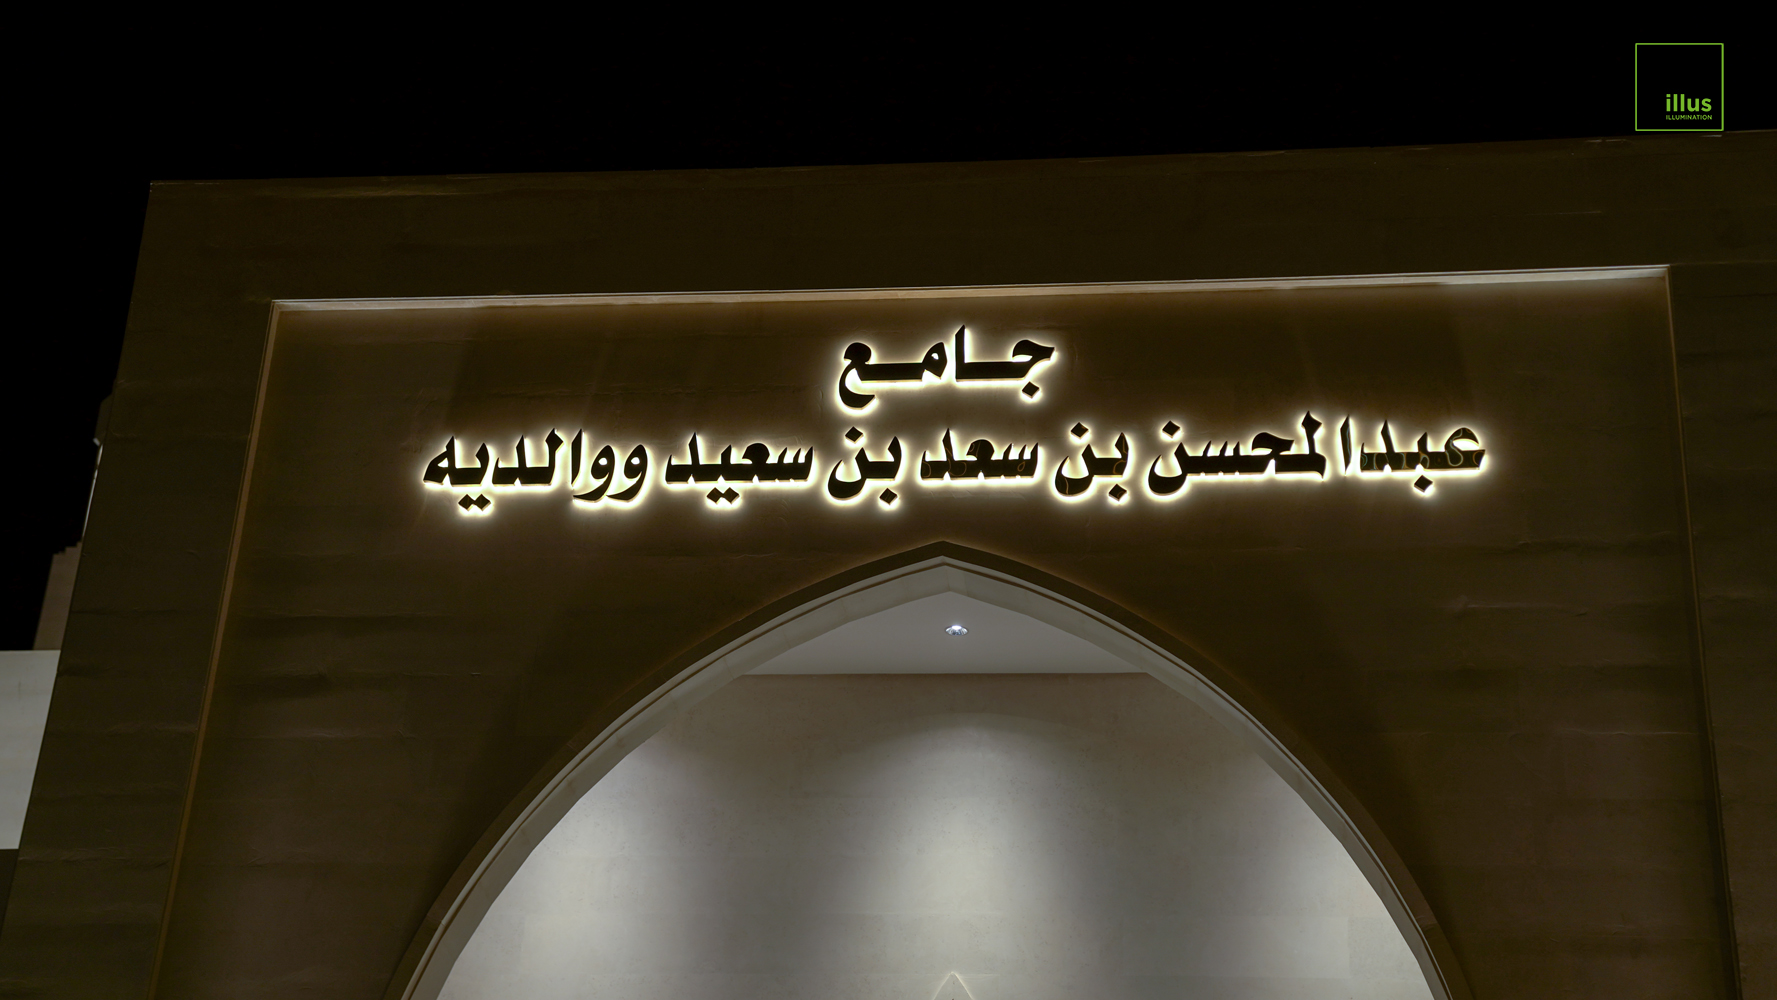 illus
ILLUMINATION
جامع
عبدالمحسن بن سعد بن سعيد ووالديه